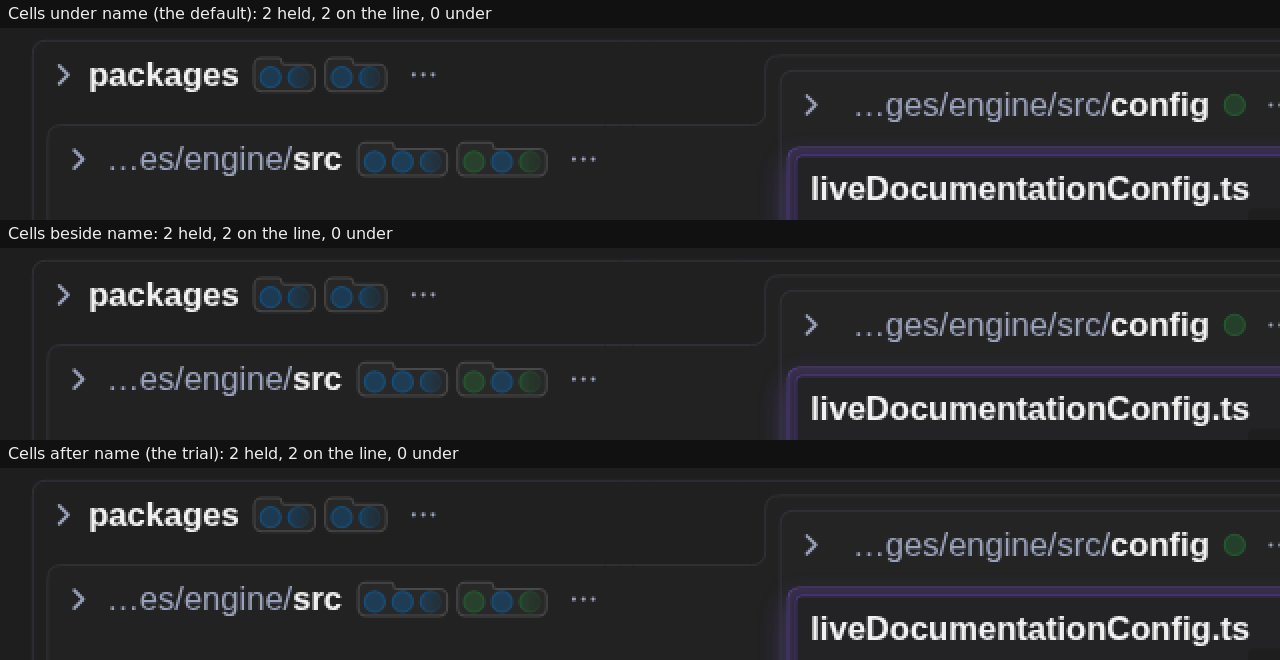 Cells under name (the default): 2 held, 2 on the line, 0 under
packages ...
...ges/engine/src/config
...es/engine/src ...
liveDocumentationConfig.ts
Cells beside name: 2 held, 2 on the line, 0 under
packages ...
...ges/engine/src/config
...es/engine/src ...
liveDocumentationConfig.ts
Cells after name (the trial): 2 held, 2 on the line, 0 under
packages ...
...ges/engine/src/config
...es/engine/src ...
liveDocumentationConfig.ts